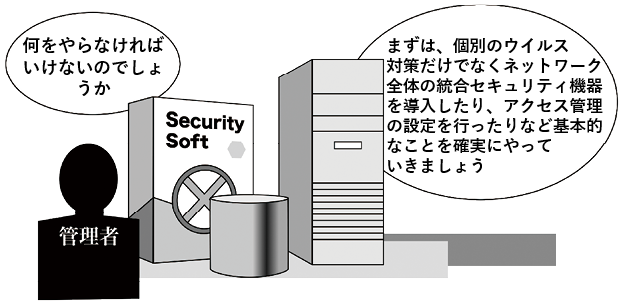 何をやらなければ
いけないのでしょ
うか
まずは、個別のウイルス
対策だけでなくネットワーク
全体の統合セキュリティ機器
を導入したり、アクセス管理
の設定を行ったりなど基本的
なことを確実にやって
いきましょう
Security
Soft
管理者